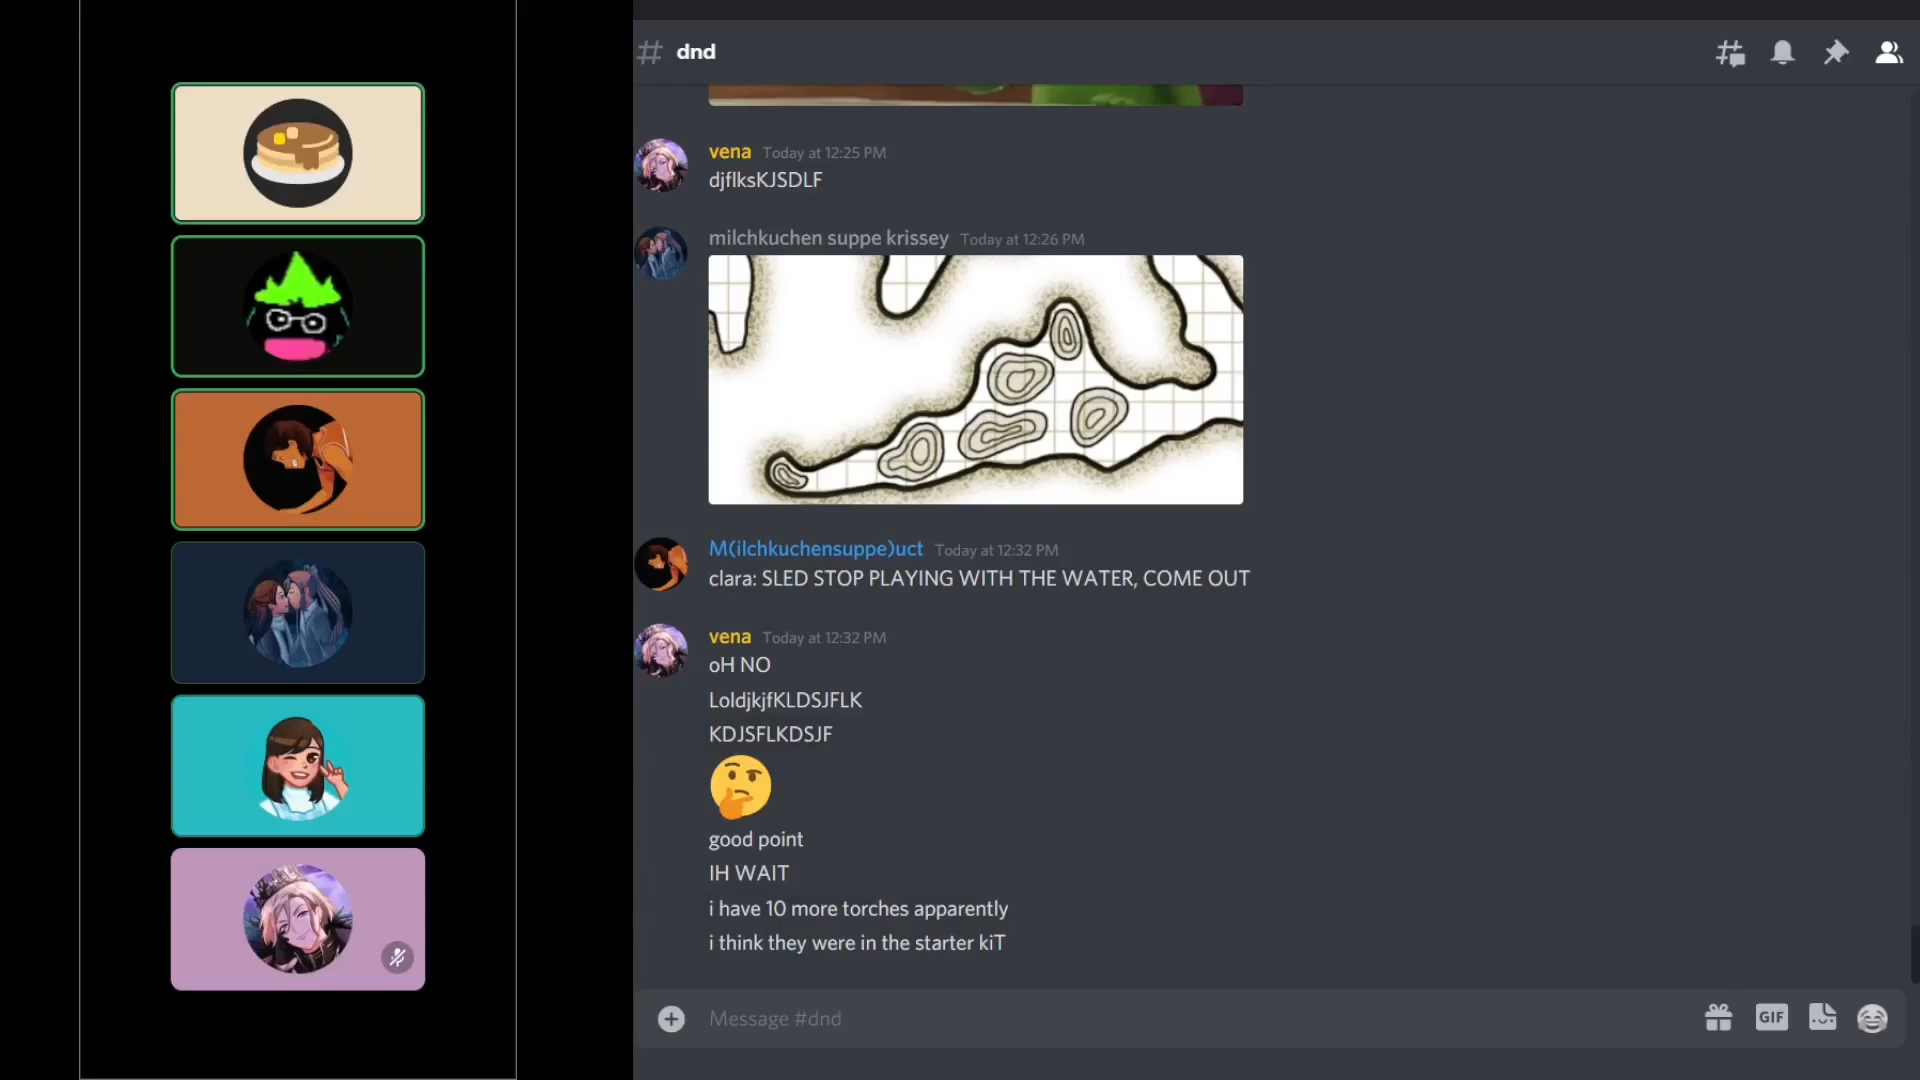 dnd
vena Today at 12:25 PM
djflksKJSDLF
milchkuchen suppe krissey Today at 12:26 PM
M(ilchkuchensuppe)uct Today at 12:32 PM
clara: SLED STOP PLAYING WITH THE WATER, COME OUT
vena Today at 12:32 PM
oH NO
LoldjkjfKLDSJFLK
KDJSFLKDSJF
good point
IH WAIT
i have 10 more torches apparently
i think they were in the starter kiT
Message #dnd
GIF